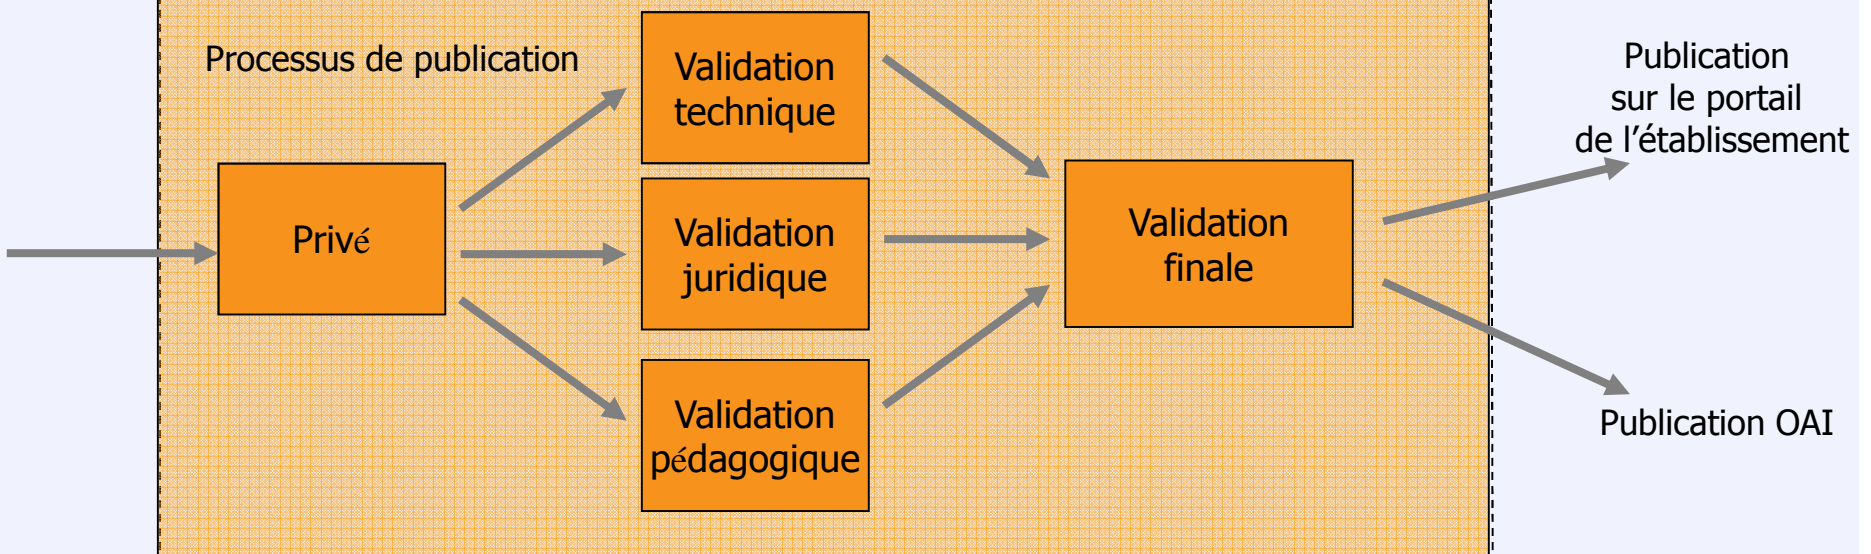 Processus de publication
Privé
Validation
technique
Validation
juridique
Validation
pédagogique
Validation
finale
Publication
sur le portail
de l’établissement
Publication OAI